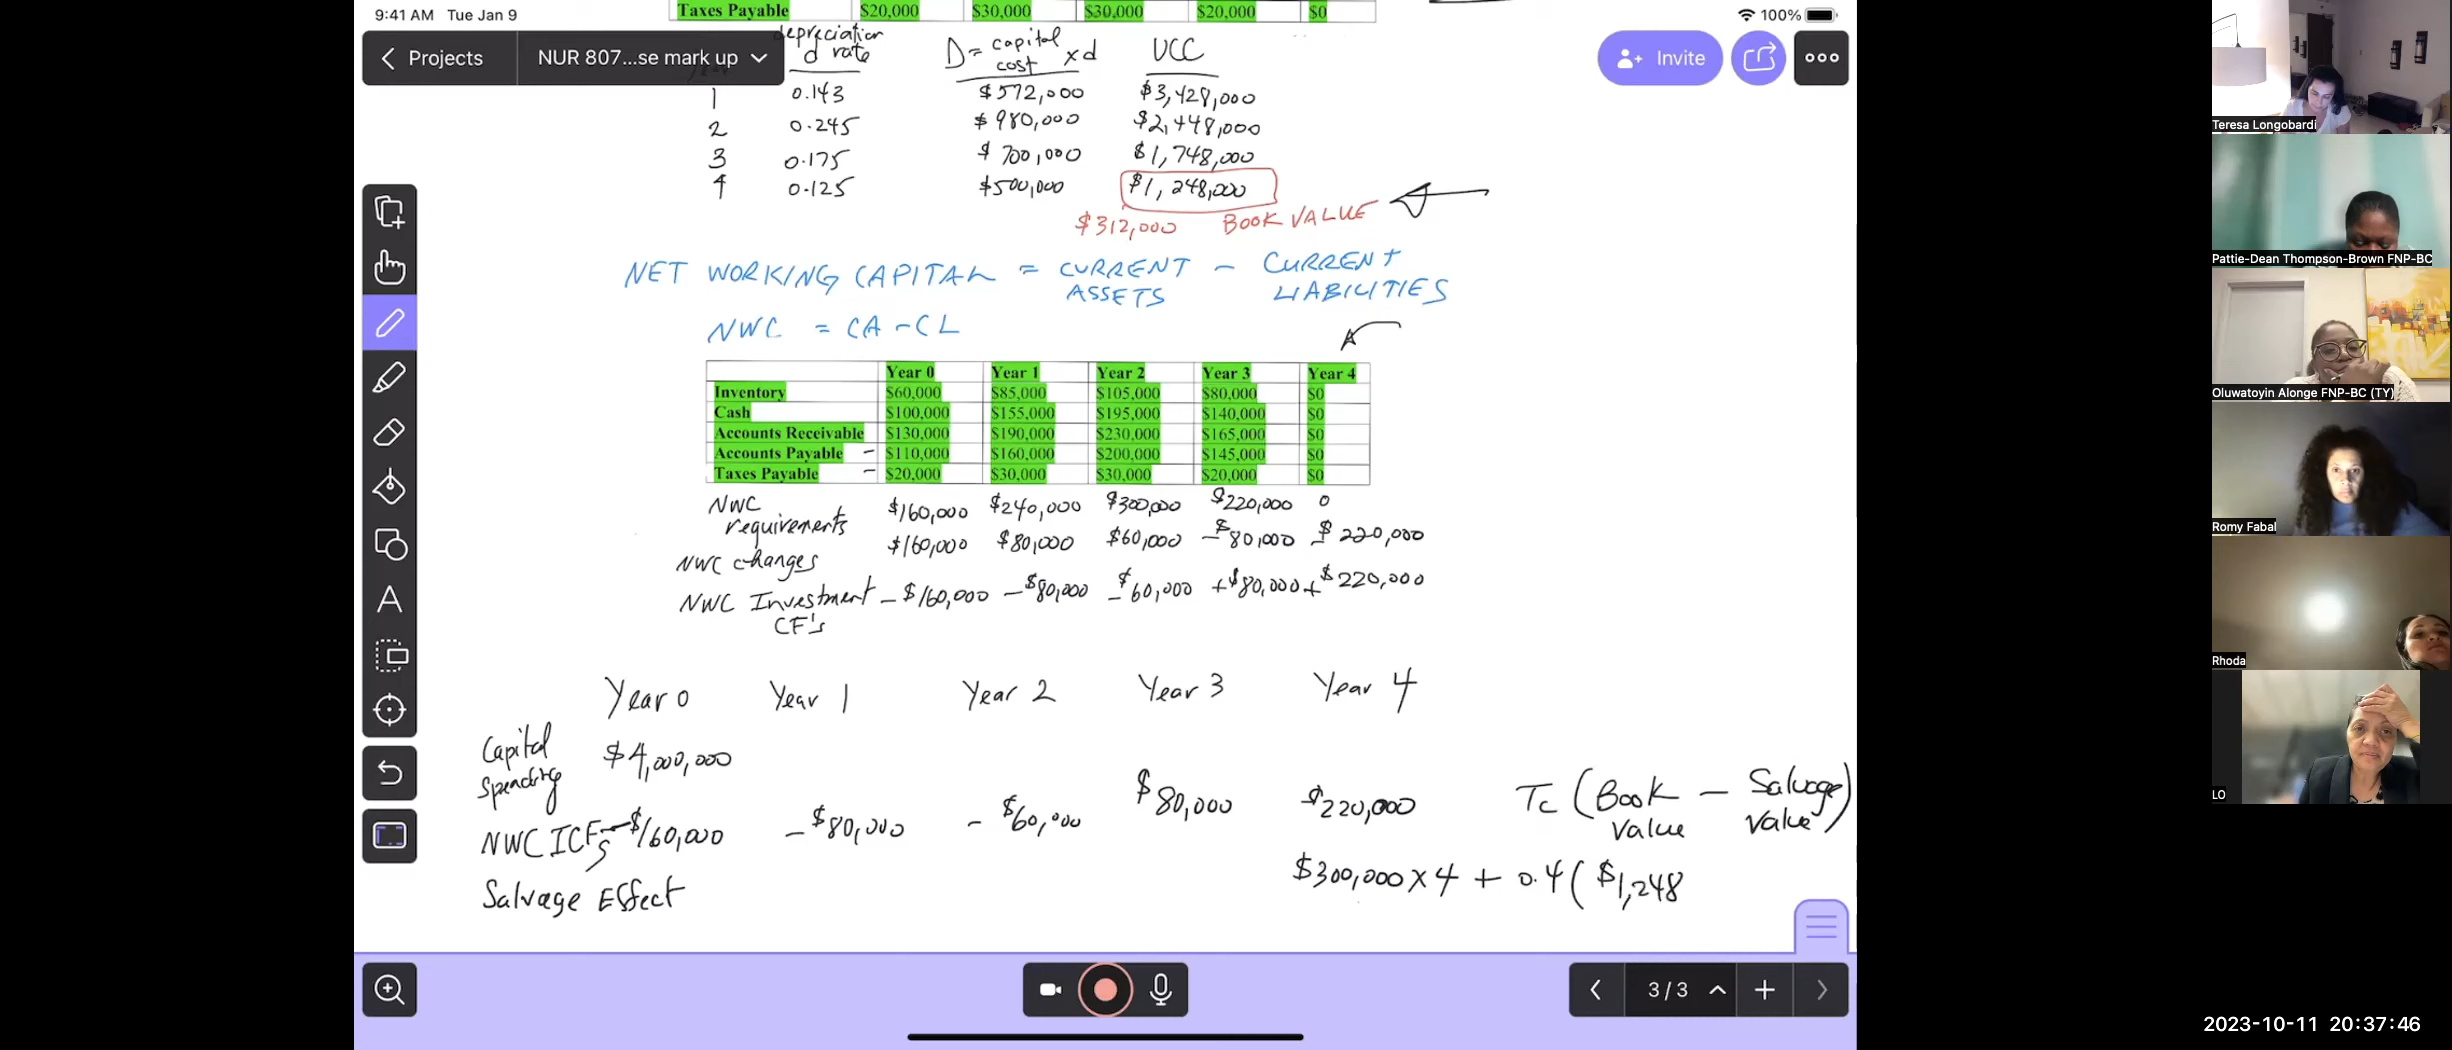 9:41 AM Tue Jan 9
100%
Taxes Payable $20,000 $30,000 $30,000 $20,000 $0
Projects
NUR 807...se mark up
Invite
depreciation
d rate D = capital cost x d UCC
1 0.143 $572,000 $3,428,000
2 0.245 $980,000 $2,448,000
3 0.175 $700,000 $1,748,000
4 0.125 $500,000 $1,248,000
$312,000 BOOK VALUE
NET WORKING CAPITAL = CURRENT ASSETS - CURRENT LIABILITIES
NWC = CA - CL
Year 0 Year 1 Year 2 Year 3 Year 4
Inventory $60,000 $85,000 $105,000 $80,000 $0
Cash $100,000 $155,000 $195,000 $140,000 $0
Accounts Receivable $130,000 $190,000 $230,000 $165,000 $0
Accounts Payable - $110,000 $160,000 $200,000 $145,000 $0
Taxes Payable - $20,000 $30,000 $30,000 $20,000 $0
NWC requirements $160,000 $240,000 $300,000 $220,000 0
NWC changes $160,000 $80,000 $60,000 -$80,000 -$220,000
NWC Investment CF's -$160,000 -$80,000 -$60,000 +$80,000 +$220,000
Year 0 Year 1 Year 2 Year 3 Year 4
Capital Spending $4,000,000
NWC ICFs -$160,000 -$80,000 -$60,000 $80,000 $220,000 Tc (Book Value - Salvage Value)
Salvage Effect $300,000 x 4 + 0.4 ( $1,248
A
3/3
Teresa Longobardi
Pattie-Dean Thompson-Brown FNP-BC
Oluwatoyin Alonge FNP-BC (TY)
Romy Fabal
Rhoda
LO
2023-10-11 20:37:46